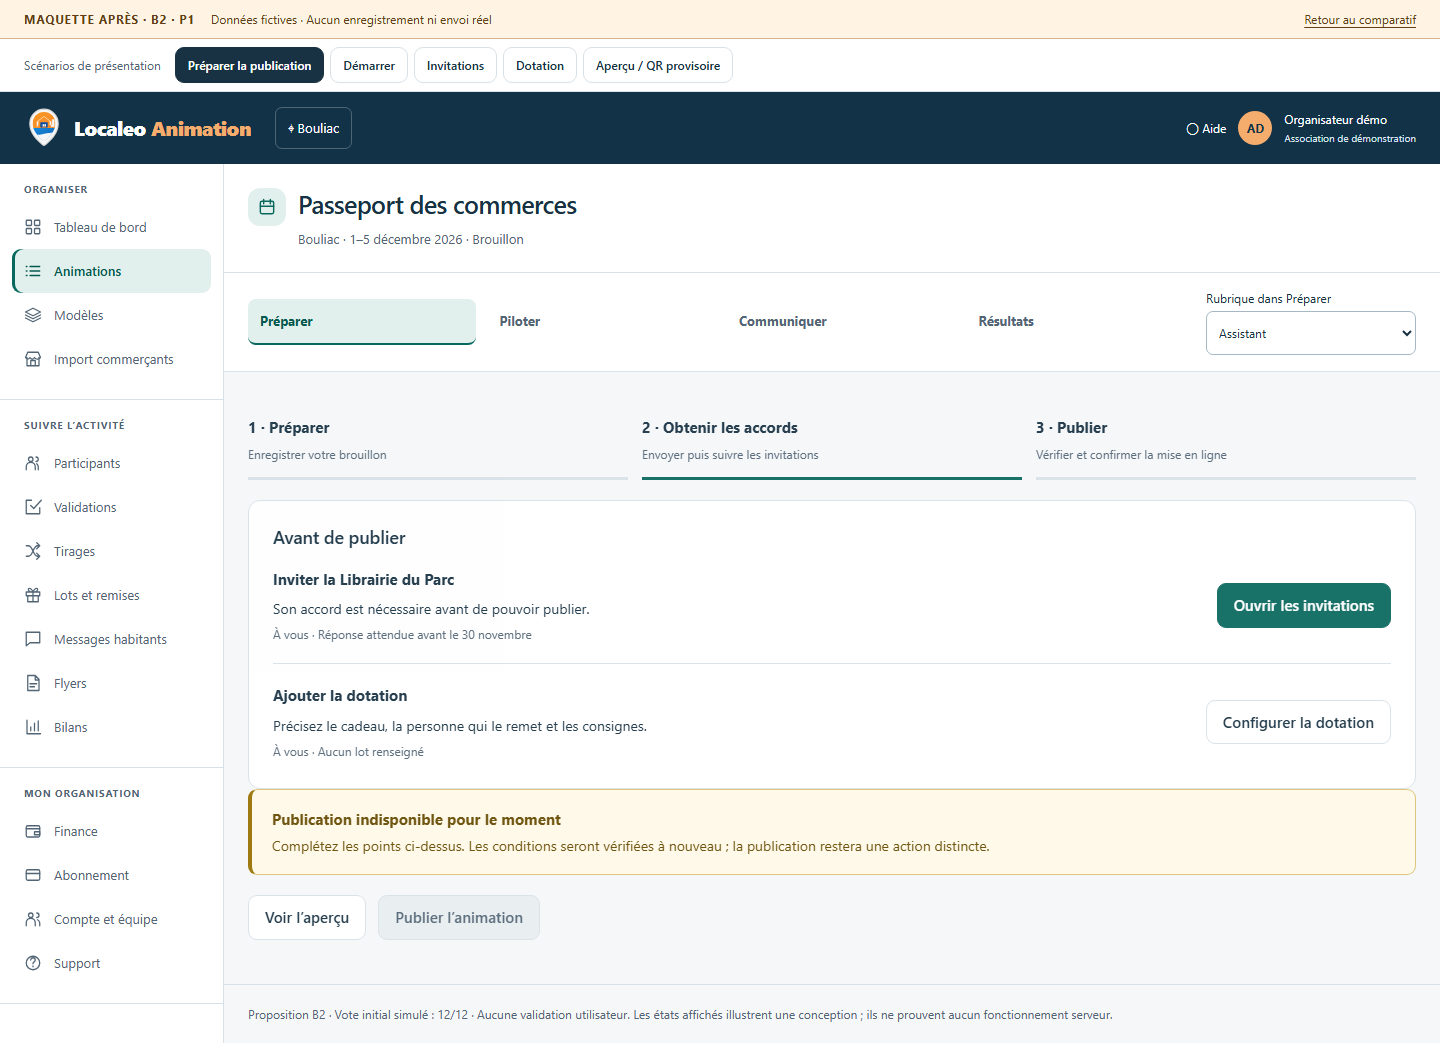 MAQUETTE APRÈS · B2 · P1 Données fictives · Aucun enregistrement ni envoi réel Retour au comparatif
Scénarios de présentation Préparer la publication Démarrer Invitations Dotation Aperçu / QR provisoire
Localeo Animation Bouliac Aide AD Organisateur démo
Association de démonstration
ORGANISER
Tableau de bord
Animations
Modèles
Import commerçants
SUIVRE L’ACTIVITÉ
Participants
Validations
Tirages
Lots et remises
Messages habitants
Flyers
Bilans
MON ORGANISATION
Finance
Abonnement
Compte et équipe
Support
Passeport des commerces
Bouliac · 1–5 décembre 2026 · Brouillon
Préparer Piloter Communiquer Résultats
Rubrique dans Préparer
Assistant
1 · Préparer
Enregistrer votre brouillon
2 · Obtenir les accords
Envoyer puis suivre les invitations
3 · Publier
Vérifier et confirmer la mise en ligne
Avant de publier
Inviter la Librairie du Parc
Son accord est nécessaire avant de pouvoir publier.
À vous · Réponse attendue avant le 30 novembre
Ouvrir les invitations
Ajouter la dotation
Précisez le cadeau, la personne qui le remet et les consignes.
À vous · Aucun lot renseigné
Configurer la dotation
Publication indisponible pour le moment
Complétez les points ci-dessus. Les conditions seront vérifiées à nouveau ; la publication restera une action distincte.
Voir l’aperçu Publier l’animation
Proposition B2 · Vote initial simulé : 12/12 · Aucune validation utilisateur. Les états affichés illustrent une conception ; ils ne prouvent aucun fonctionnement serveur.